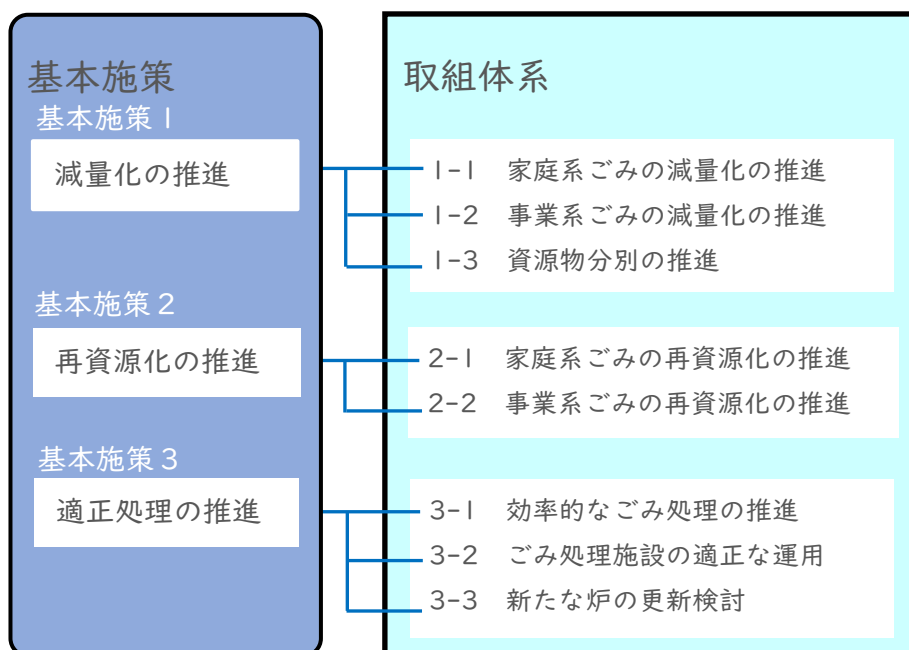 基本施策
基本施策1
減量化の推進
基本施策2
再資源化の推進
基本施策3
適正処理の推進
取組体系
1-1 家庭系ごみの減量化の推進
1-2 事業系ごみの減量化の推進
1-3 資源物分別の推進
2-1 家庭系ごみの再資源化の推進
2-2 事業系ごみの再資源化の推進
3-1 効率的なごみ処理の推進
3-2 ごみ処理施設の適正な運用
3-3 新たな炉の更新検討